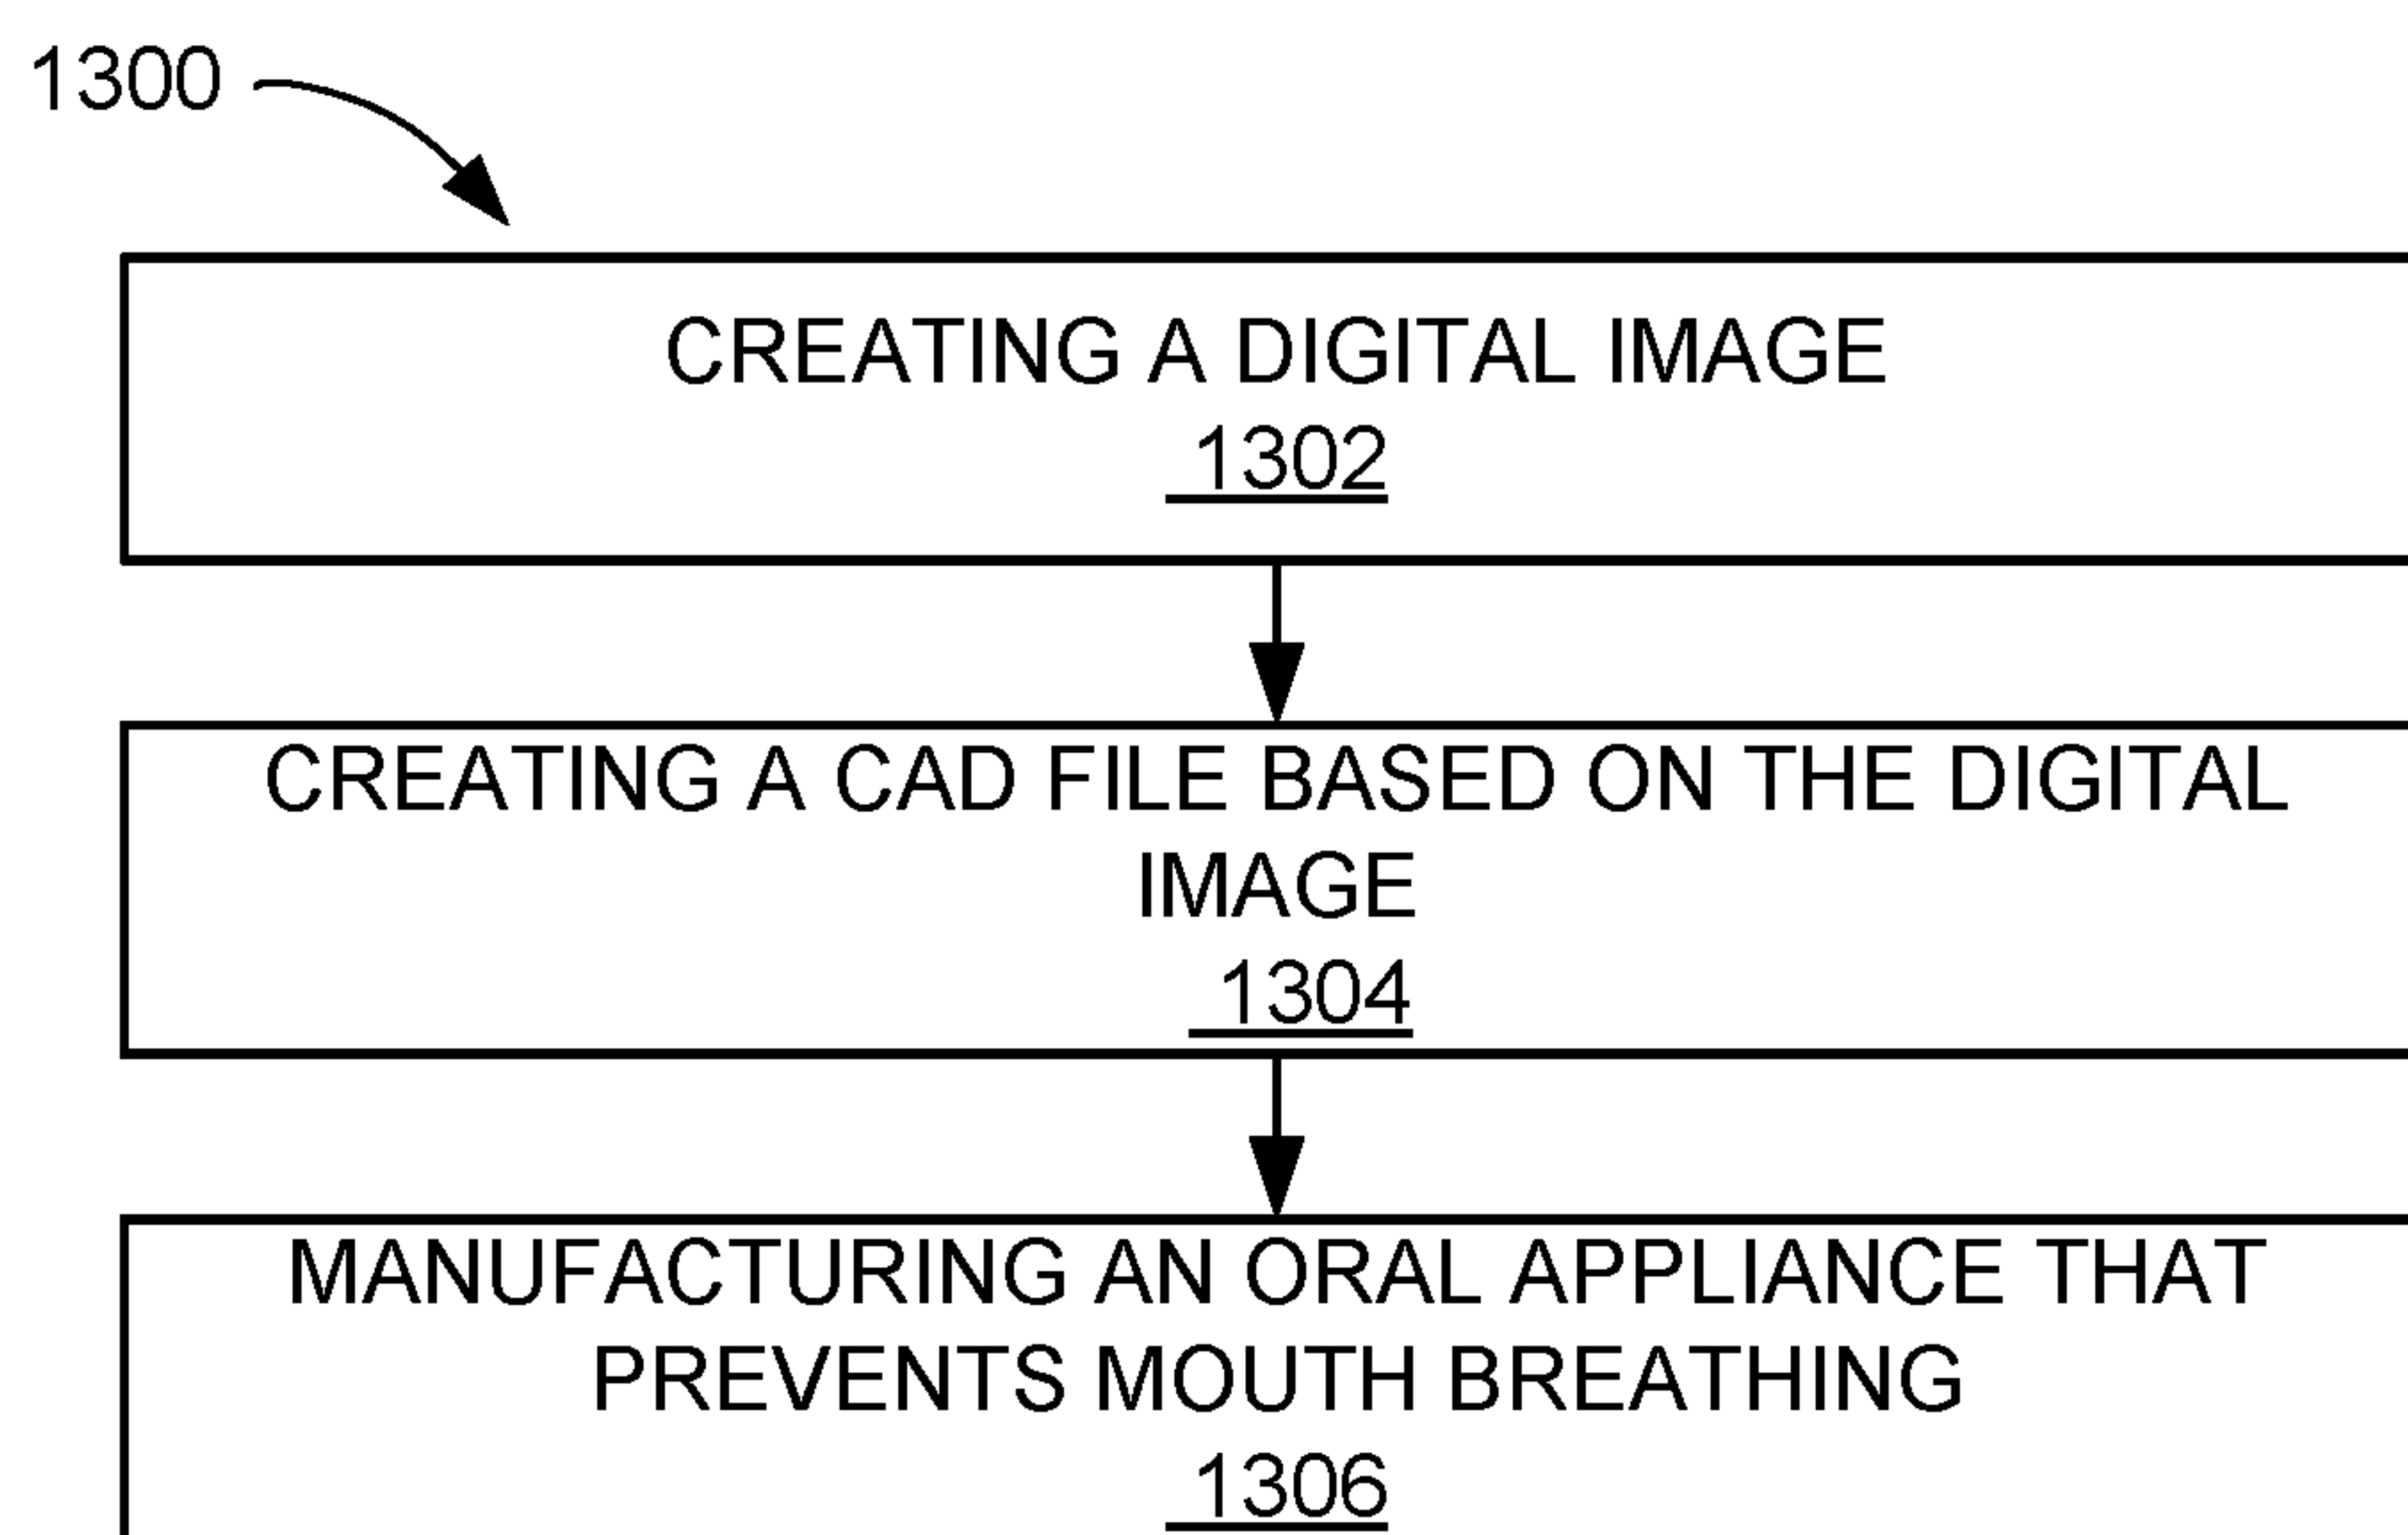 1300
CREATING A DIGITAL IMAGE
1302
CREATING A CAD FILE BASED ON THE DIGITAL
IMAGE
1304
MANUFACTURING AN ORAL APPLIANCE THAT
PREVENTS MOUTH BREATHING
1306